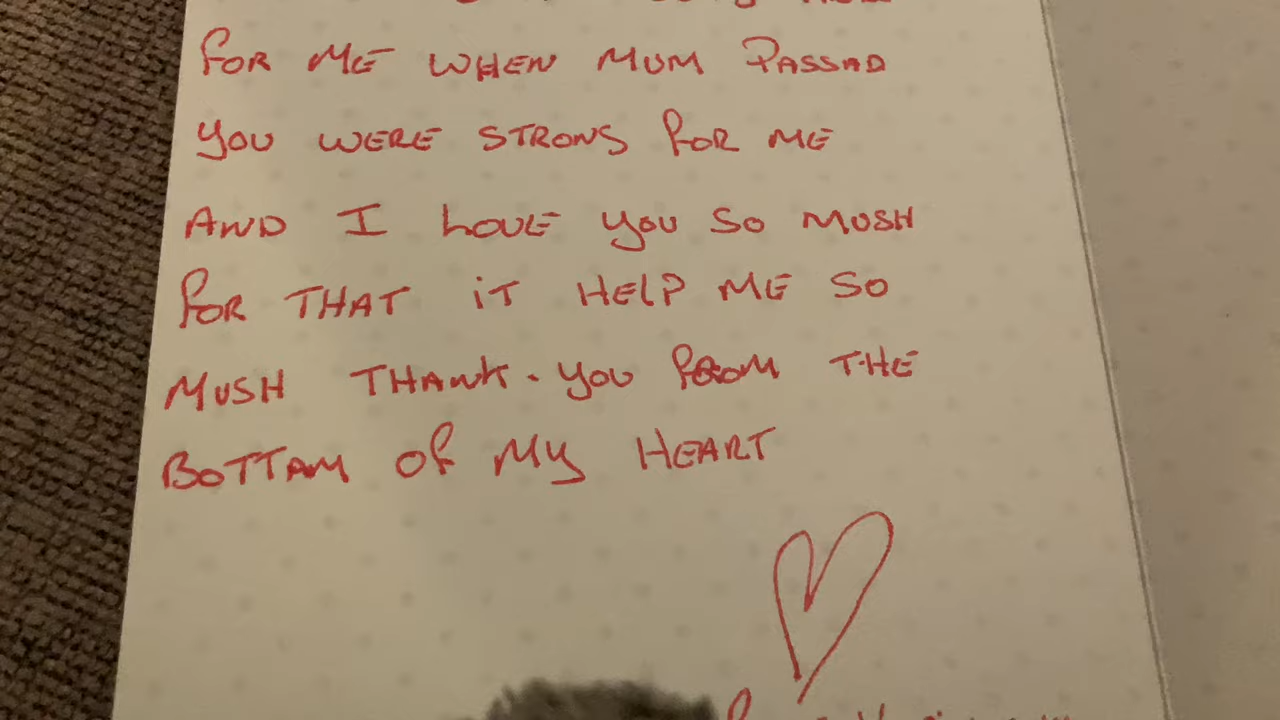 FOR ME WHEN MUM PASSAD
YOU WERE STRONS FOR ME
AND I LOVE YOU SO MUSH
FOR THAT IT HELP ME SO
MUSH THANK-YOU FROM THE
BOTTAM OF MY HEART